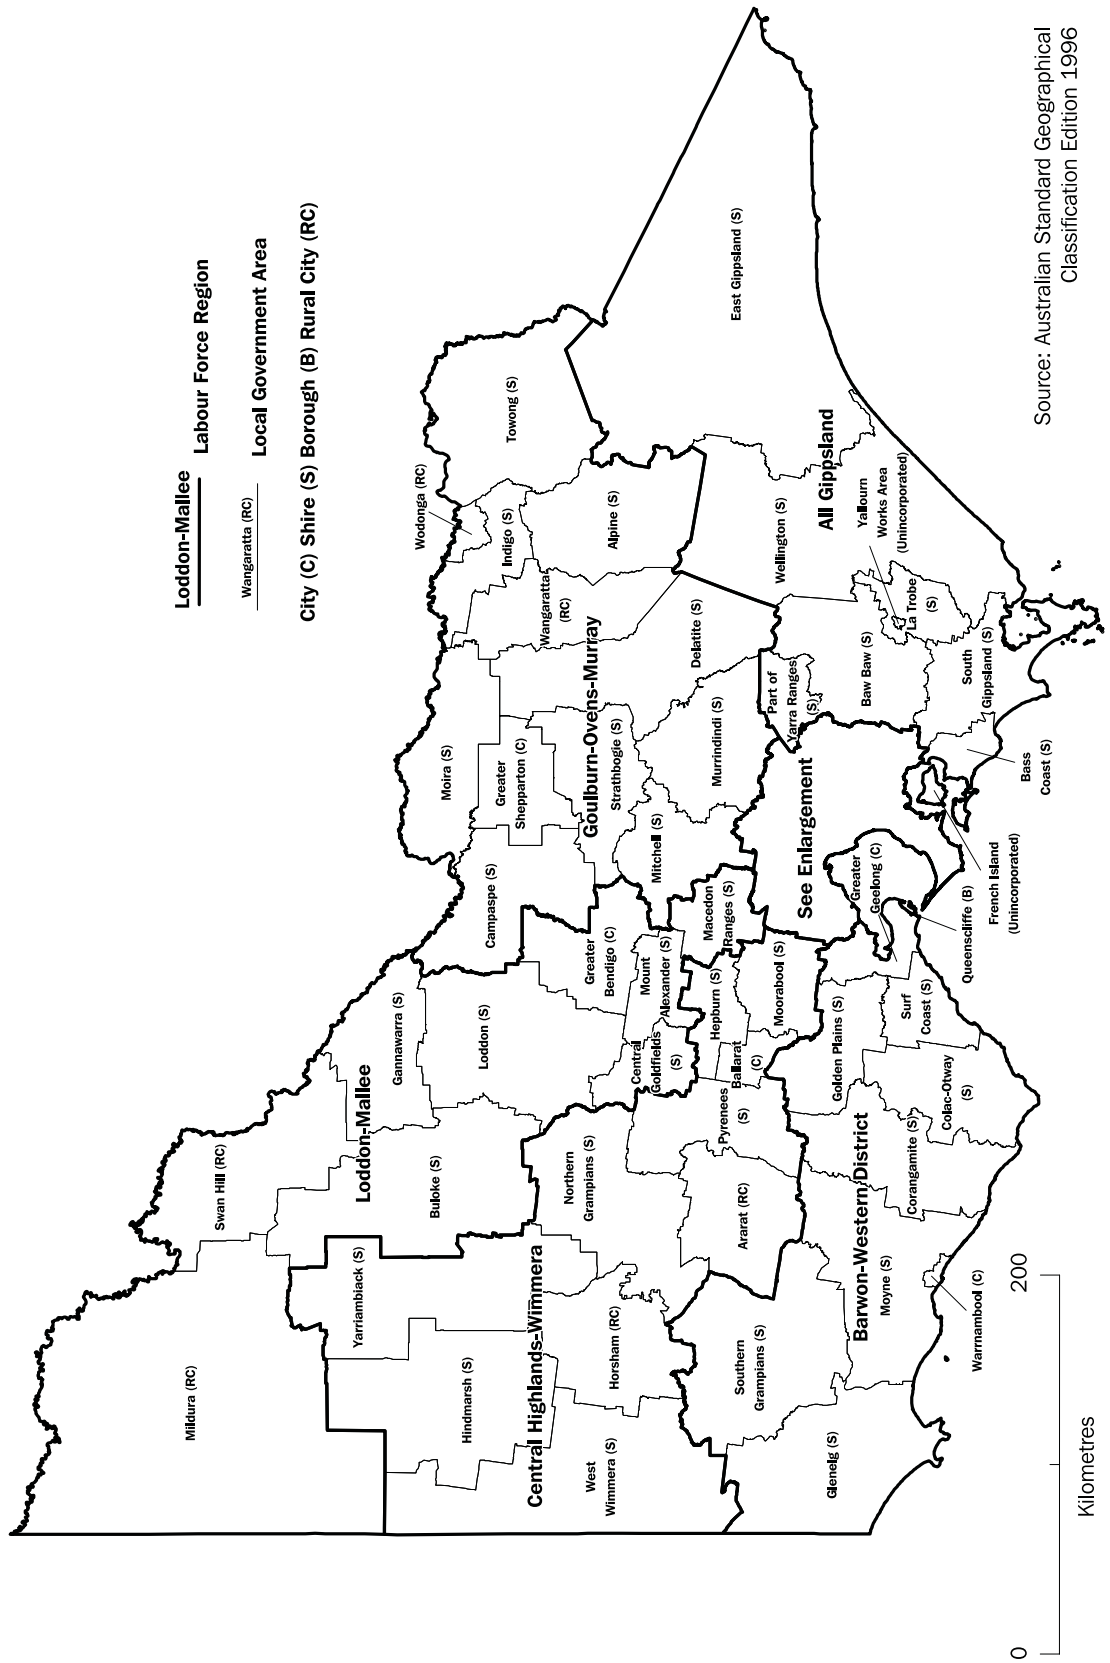 Loddon-Mallee
Labour Force Region
Wangaratta (RC)
Local Government Area
City (C) Shire (S) Borough (B) Rural City (RC)
Mildura (RC)
Swan Hill (RC)
Loddon-Mallee
Gannawarra (S)
Buloke (S)
Loddon (S)
Yarriambiack (S)
Hindmarsh (S)
Central Highlands-Wimmera
West
Wimmera (S)
Horsham (RC)
Northern
Grampians (S)
Greater
Bendigo (C)
Mount
Alexander (S)
Central
Goldfields
(S)
Macedon
Ranges (S)
Campaspe (S)
Moira (S)
Greater
Shepparton (C)
Goulburn-Ovens-Murray
Strathbogie (S)
Mitchell (S)
Murrindindi (S)
Delatite (S)
Wangaratta
(RC)
Indigo (S)
Wodonga (RC)
Towong (S)
Alpine (S)
Pyrenees
(S)
Ararat (RC)
Ballarat
(C)
Hepburn (S)
Moorabool (S)
Southern
Grampians (S)
Glenelg (S)
Barwon-Western District
Moyne (S)
Warrnambool (C)
Corangamite (S)
Colac-Otway
(S)
Golden Plains (S)
Surf
Coast (S)
Greater
Geelong (C)
Queenscliffe (B)
See Enlargement
French Island
(Unincorporated)
Bass
Coast (S)
South
Gippsland (S)
Part of
Yarra Ranges
(S)
Baw Baw (S)
La Trobe
(S)
Yallourn
Works Area
(Unincorporated)
All Gippsland
Wellington (S)
East Gippsland (S)
0
200
Kilometres
Source: Australian Standard Geographical
Classification Edition 1996